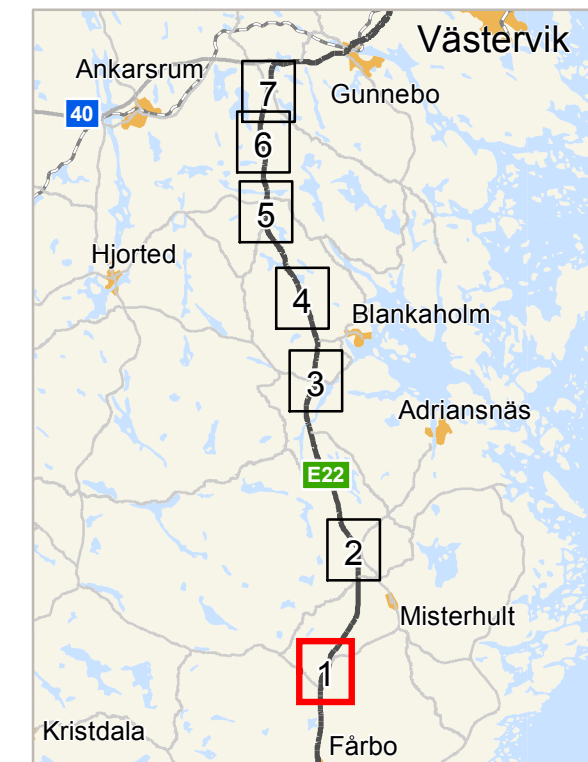 Västervik
Ankarsrum
Gunnebo
7
40
6
5
Hjorted
4
Blankaholm
3
Adriansnäs
E22
2
Misterhult
1
Kristdala
Fårbo